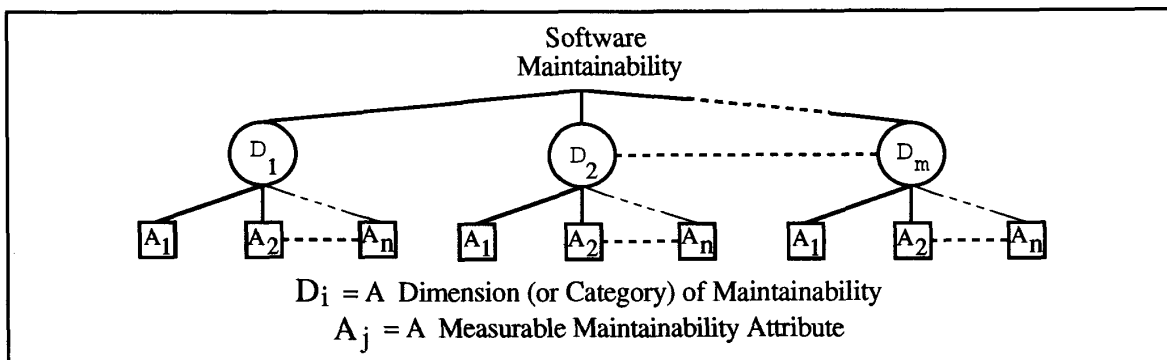 Software
Maintainability
D1 D2 Dm
A1 A2 An A1 A2 An A1 A2 An
Di = A Dimension (or Category) of Maintainability
Aj = A Measurable Maintainability Attribute